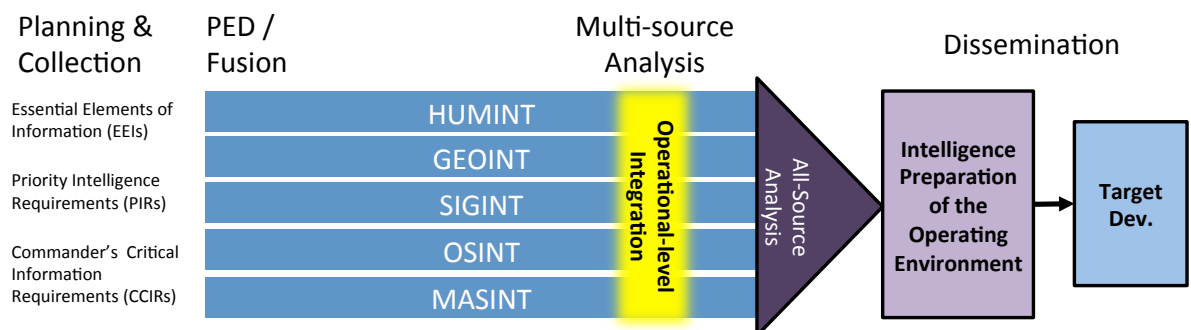 Planning &
Collection
PED /
Fusion
Multi-source
Analysis
Dissemination
Essential Elements of
Information (EEIs)
Priority Intelligence
Requirements (PIRs)
Commander's Critical
Information
Requirements (CCIRs)
HUMINT
GEOINT
SIGINT
OSINT
MASINT
Operational-level
Integration
All-Source
Analysis
Intelligence
Preparation
of the
Operating
Environment
Target
Dev.